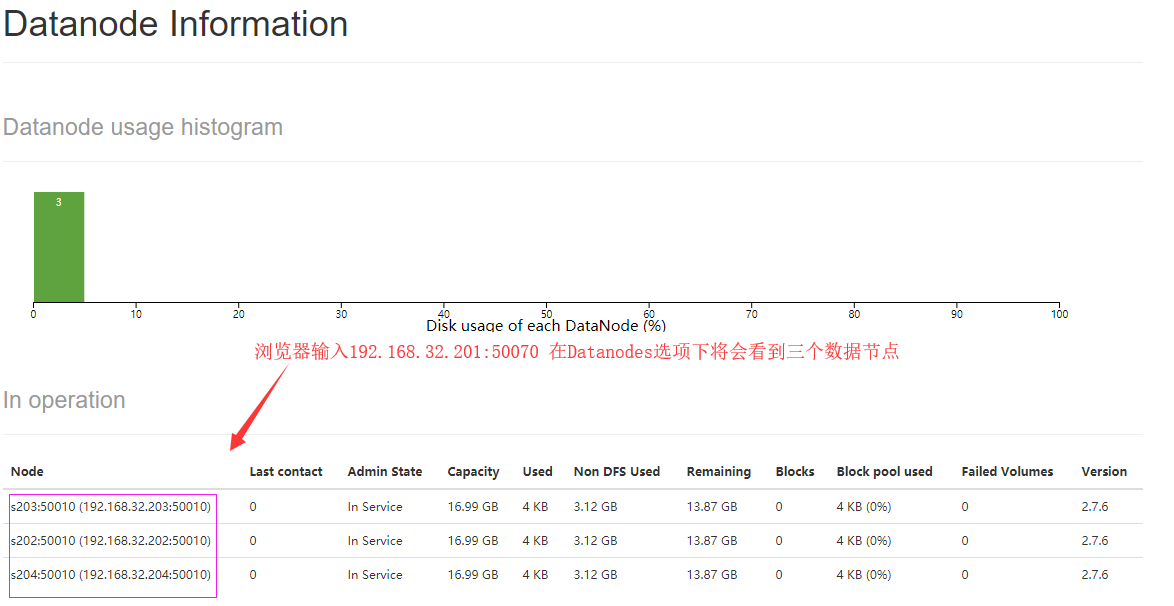 Datanode Information
Datanode usage histogram
3
0 10 20 30 40 50 60 70 80 90 100
Disk usage of each DataNode (%)
浏览器输入192.168.32.201:50070 在Datanodes选项下将会看到三个数据节点
In operation
Node Last contact Admin State Capacity Used Non DFS Used Remaining Blocks Block pool used Failed Volumes Version
s203:50010 (192.168.32.203:50010) 0 In Service 16.99 GB 4 KB 3.12 GB 13.87 GB 0 4 KB (0%) 0 2.7.6
s202:50010 (192.168.32.202:50010) 0 In Service 16.99 GB 4 KB 3.12 GB 13.87 GB 0 4 KB (0%) 0 2.7.6
s204:50010 (192.168.32.204:50010) 0 In Service 16.99 GB 4 KB 3.12 GB 13.87 GB 0 4 KB (0%) 0 2.7.6